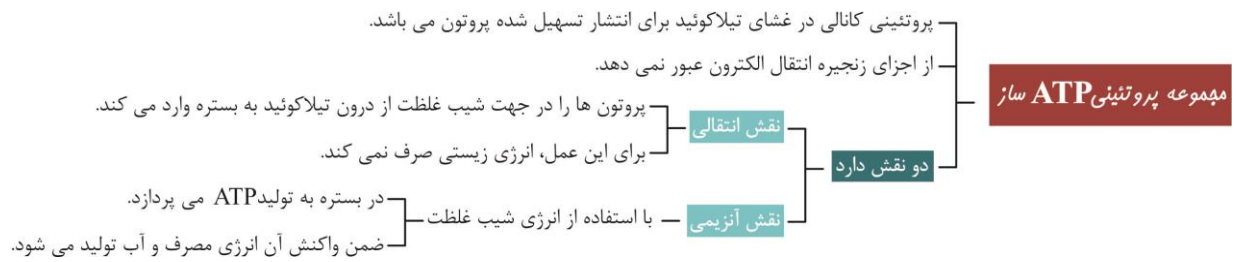 مجموعه پروتئینی ATP ساز
پروتئینی کانالی در غشای تیلاکوئید برای انتشار تسهیل شده پروتون می باشد.
از اجزای زنجیره انتقال الکترون عبور نمی دهد.
دو نقش دارد
نقش انتقالی
پروتون ها را در جهت شیب غلظت از درون تیلاکوئید به بستره وارد می کند.
برای این عمل، انرژی زیستی صرف نمی کند.
نقش آنزیمی
با استفاده از انرژی شیب غلظت
در بستره به تولیدATP می پردازد.
ضمن واکنش آن انرژی مصرف و آب تولید می شود.